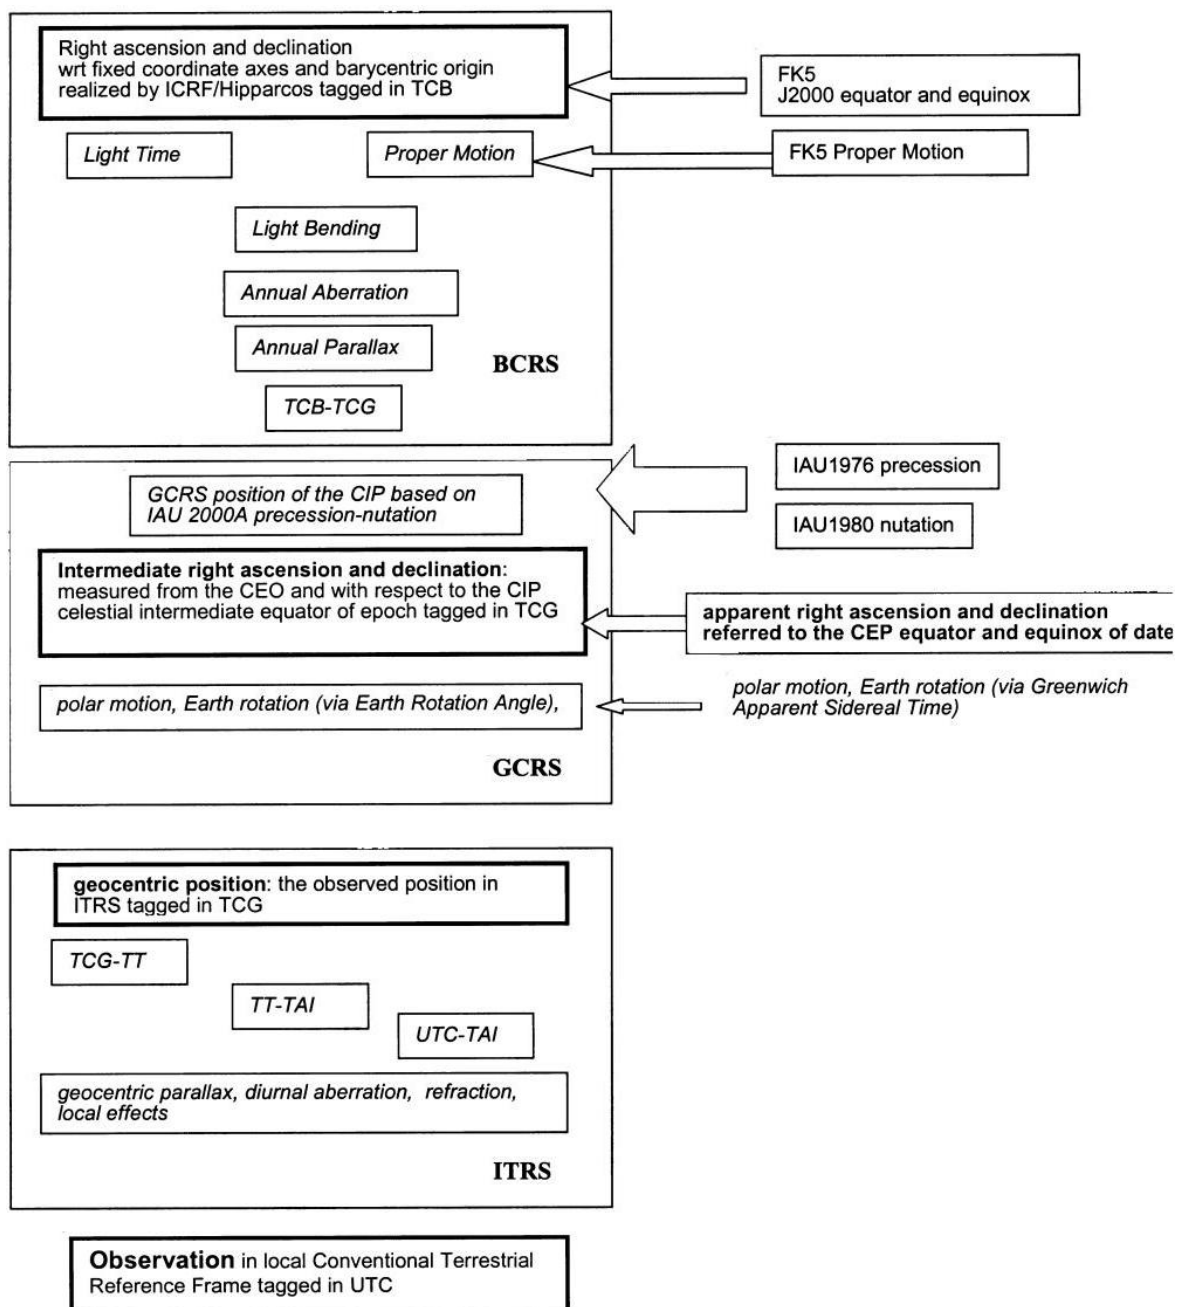 Right ascension and declination
wrt fixed coordinate axes and barycentric origin
realized by ICRF/Hipparcos tagged in TCB
FK5
J2000 equator and equinox
Light Time
Proper Motion
FK5 Proper Motion
Light Bending
Annual Aberration
Annual Parallax
BCRS
TCB-TCG
IAU1976 precession
GCRS position of the CIP based on
IAU 2000A precession-nutation
IAU1980 nutation
Intermediate right ascension and declination:
measured from the CEO and with respect to the CIP
celestial intermediate equator of epoch tagged in TCG
apparent right ascension and declination
referred to the CEP equator and equinox of date
polar motion, Earth rotation (via Earth Rotation Angle),
polar motion, Earth rotation (via Greenwich
Apparent Sidereal Time)
GCRS
geocentric position: the observed position in
ITRS tagged in TCG
TCG-TT
TT-TAI
UTC-TAI
geocentric parallax, diurnal aberration, refraction,
local effects
ITRS
Observation in local Conventional Terrestrial
Reference Frame tagged in UTC